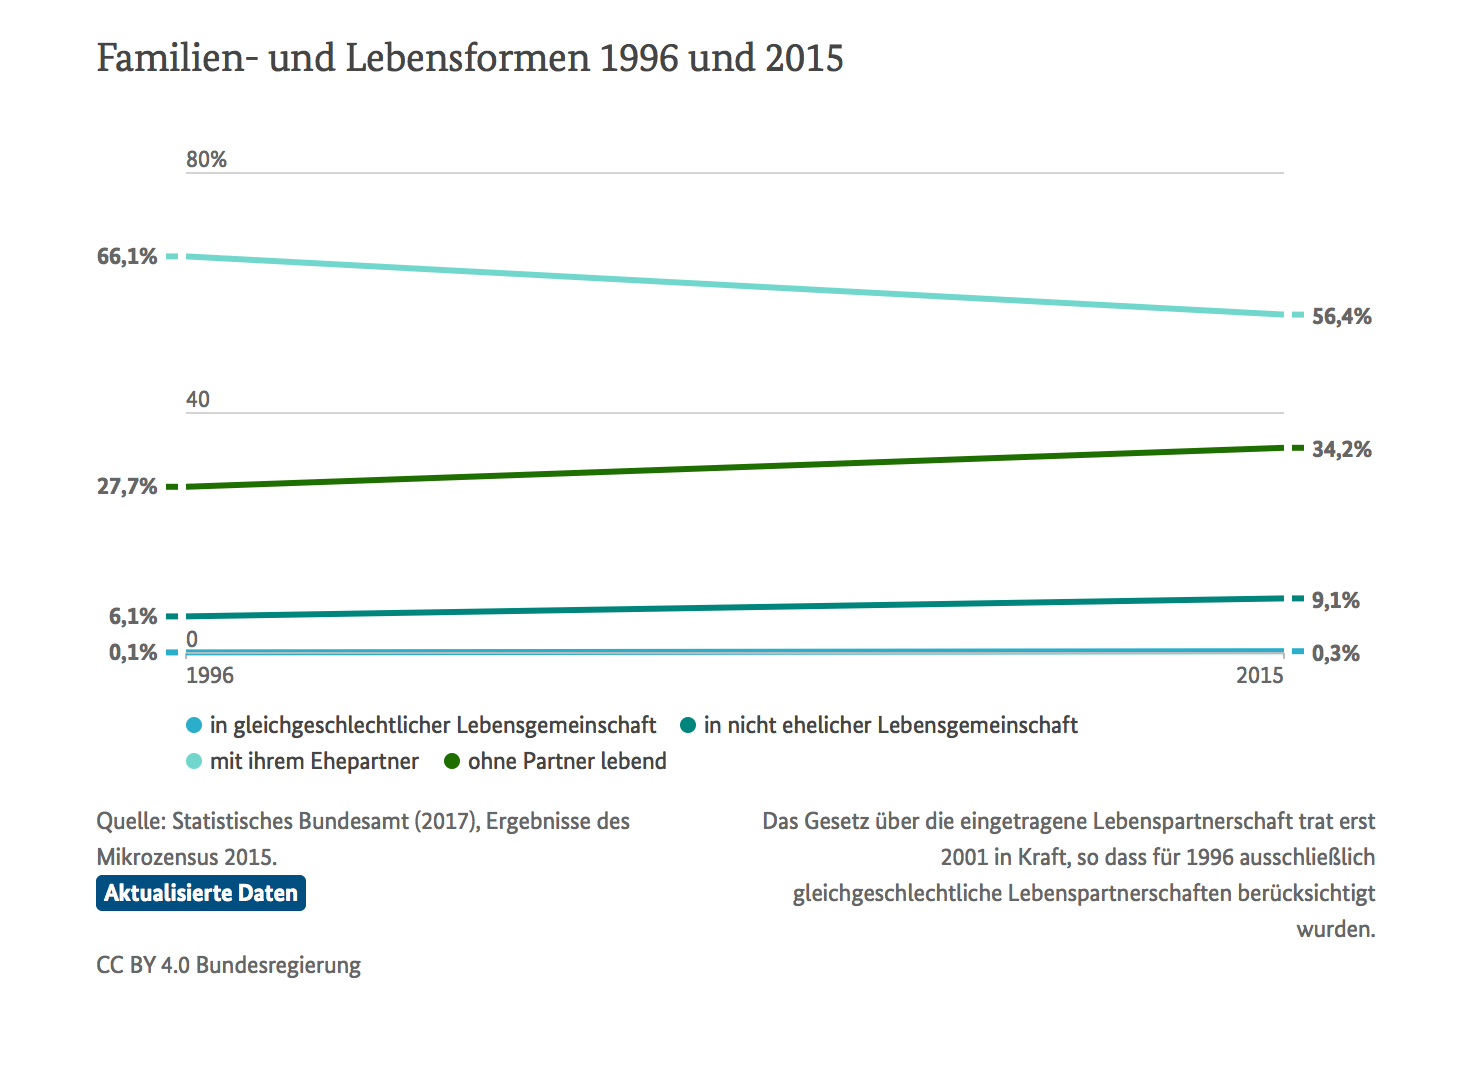 Familien- und Lebensformen 1996 und 2015
80%
66,1%
56,4%
40
34,2%
27,7%
9,1%
6,1%
0
0,1%
0,3%
1996
2015
in gleichgeschlechtlicher Lebensgemeinschaft
in nicht ehelicher Lebensgemeinschaft
mit ihrem Ehepartner
ohne Partner lebend
Quelle: Statistisches Bundesamt (2017), Ergebnisse des
Mikrozensus 2015.
Aktualisierte Daten
CC BY 4.0 Bundesregierung
Das Gesetz über die eingetragene Lebenspartnerschaft trat erst
2001 in Kraft, so dass für 1996 ausschließlich
gleichgeschlechtliche Lebenspartnerschaften berücksichtigt
wurden.